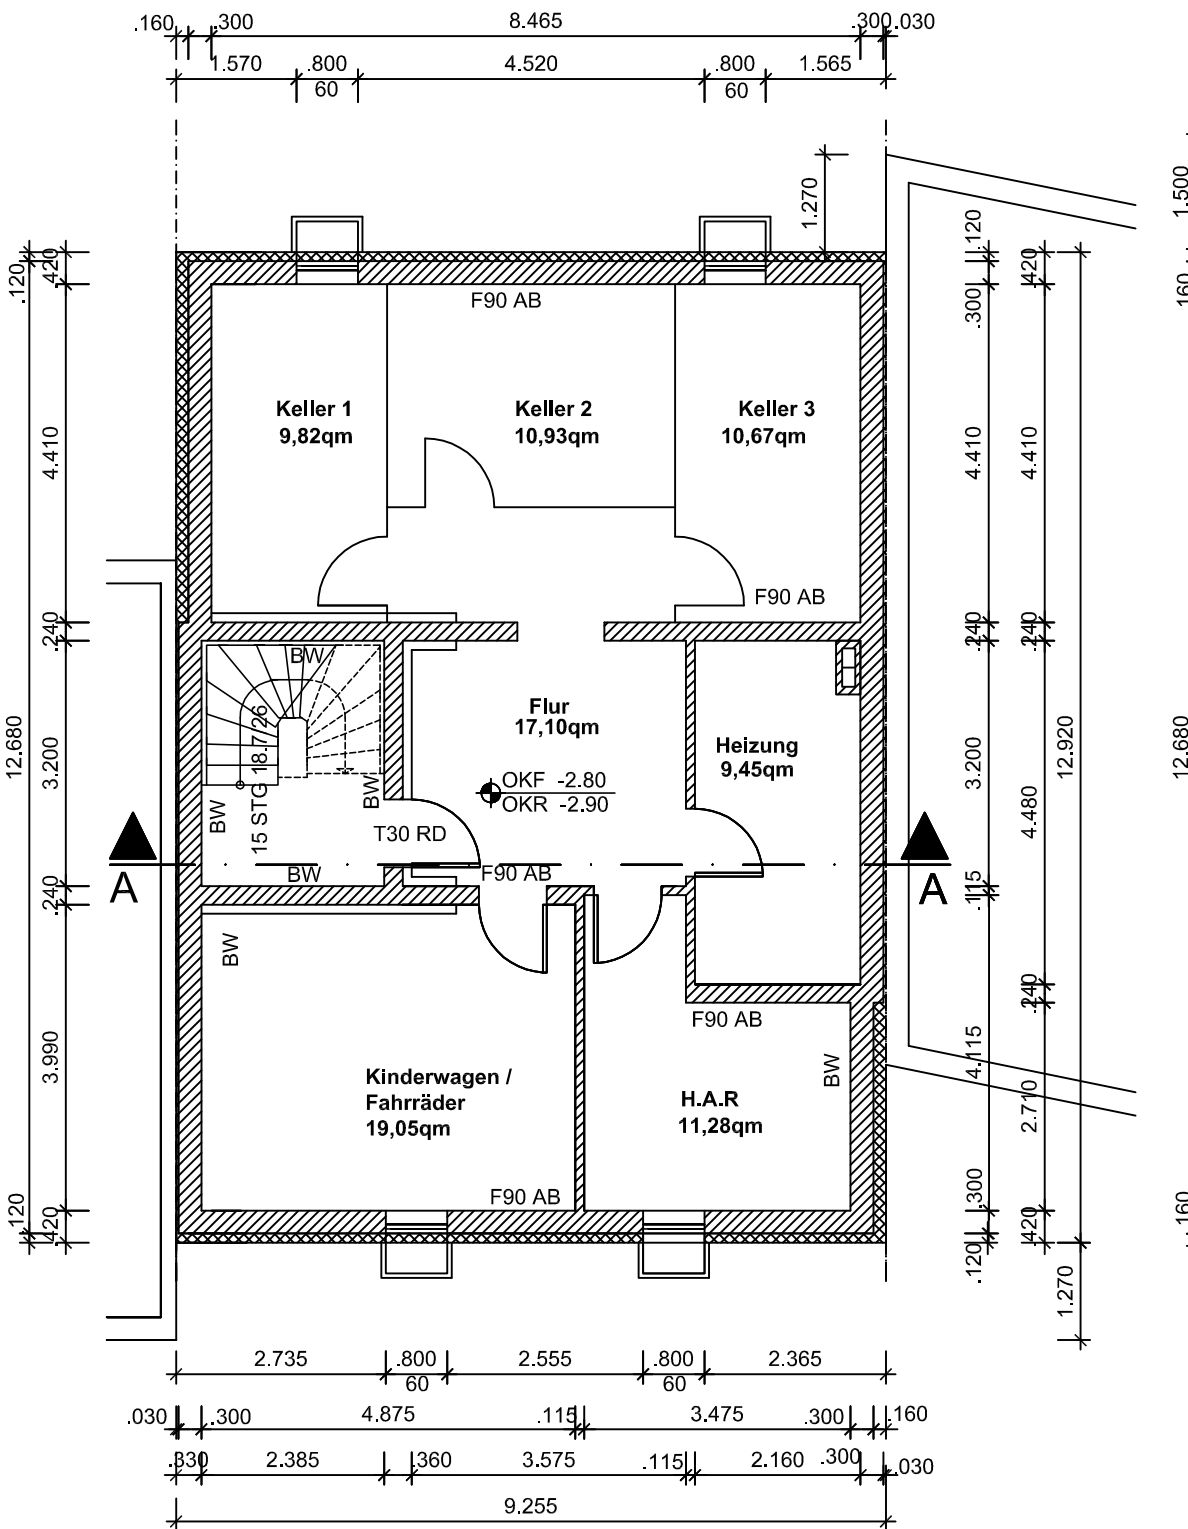 .160 .300 8.465 .300 .030
1.570 .800 4.520 .800 1.565
60 60
1.270
1.500
.160
12.680
.160
.120
12.680
.120
.420
4.410
.240
3.200
.240
3.990
.420
.120
.300
4.410
.240
3.200
.115
4.115
.300
.120
.420
4.410
.240
4.480
.240
2.710
.420
12.920
1.270
F90 AB
Keller 1
9,82qm
Keller 2
10,93qm
Keller 3
10,67qm
F90 AB
BW
15 STG 18.7/26
BW
BW
BW
Flur
17,10qm
OKF -2.80
OKR -2.90
T30 RD
F90 AB
Heizung
9,45qm
A
A
BW
Kinderwagen /
Fahrräder
19,05qm
F90 AB
F90 AB
BW
H.A.R
11,28qm
2.735 .800 2.555 .800 2.365
60 60
.030 .300 4.875 .115 3.475 .300 .160
.330 2.385 .360 3.575 .115 2.160 .300 .030
9.255